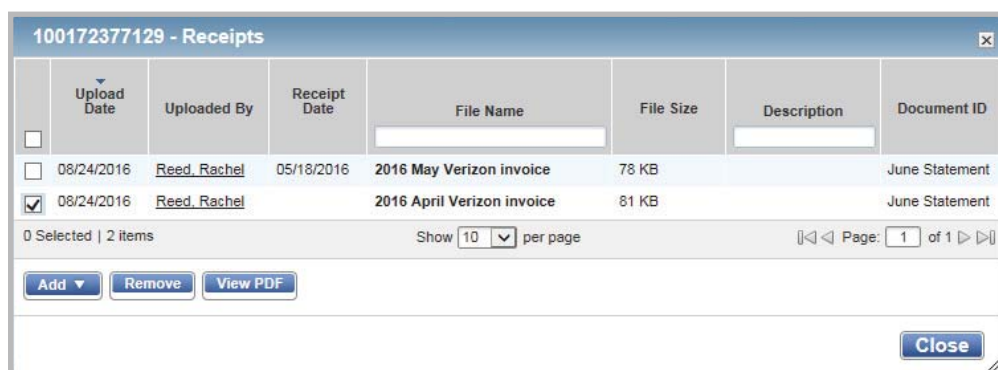 100172377129 - Receipts
Upload Date Uploaded By Receipt Date File Name File Size Description Document ID
08/24/2016 Reed, Rachel 05/18/2016 2016 May Verizon invoice 78 KB June Statement
08/24/2016 Reed, Rachel 2016 April Verizon invoice 81 KB June Statement
0 Selected | 2 items Show 10 per page Page: 1 of 1
Add Remove View PDF
Close